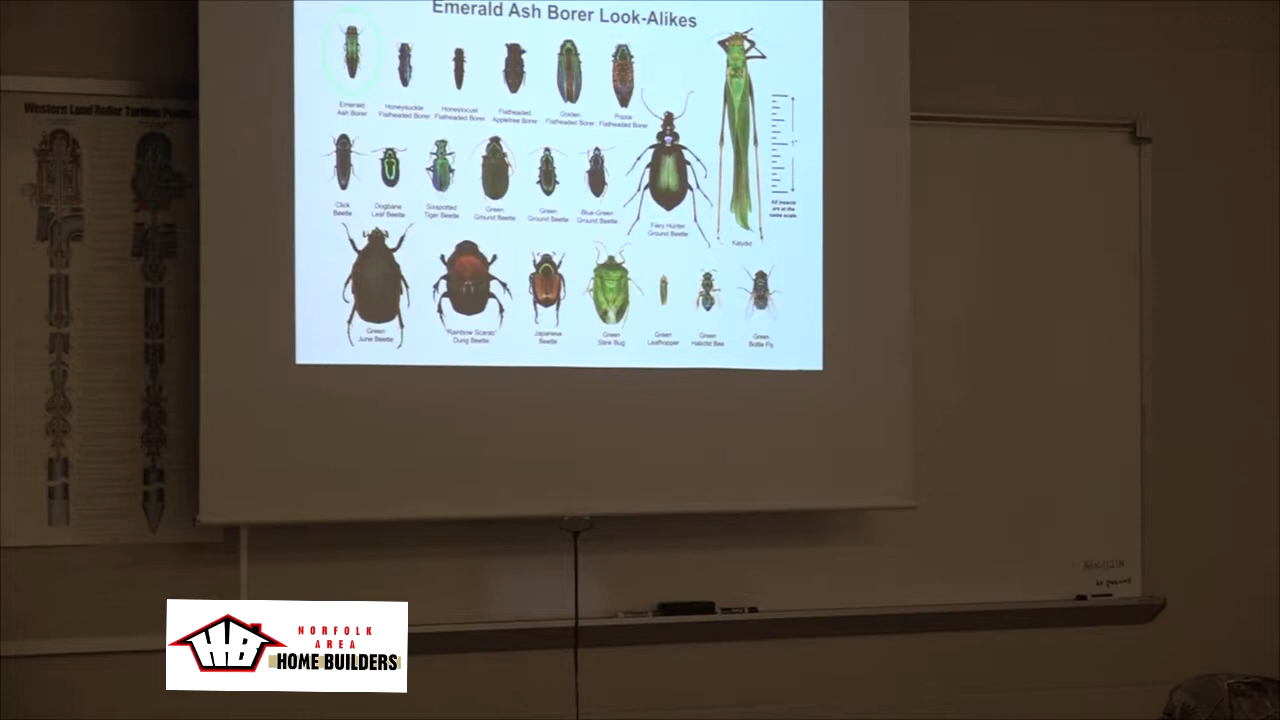 Emerald Ash Borer Look-Alikes
Emerald
Ash Borer
Honeysuckle
Flatheaded Borer
Honeylocust
Flatheaded Borer
Flatheaded
Appletree Borer
Golden
Flatheaded Borer
Poplar
Flatheaded Borer
1"
All insects
are at the
same scale.
Click
Beetle
Dogbane
Leaf Beetle
Sixspotted
Tiger Beetle
Green
Ground Beetle
Green
Ground Beetle
Blue-Green
Ground Beetle
Fiery Hunter
Ground Beetle
Katydid
Green
June Beetle
"Rainbow Scarab"
Dung Beetle
Japanese
Beetle
Green
Stink Bug
Green
Leafhopper
Green
Halictid Bee
Green
Bottle Fly
Western Land Roller Turbine
HB
NORFOLK
AREA
HOME BUILDERS